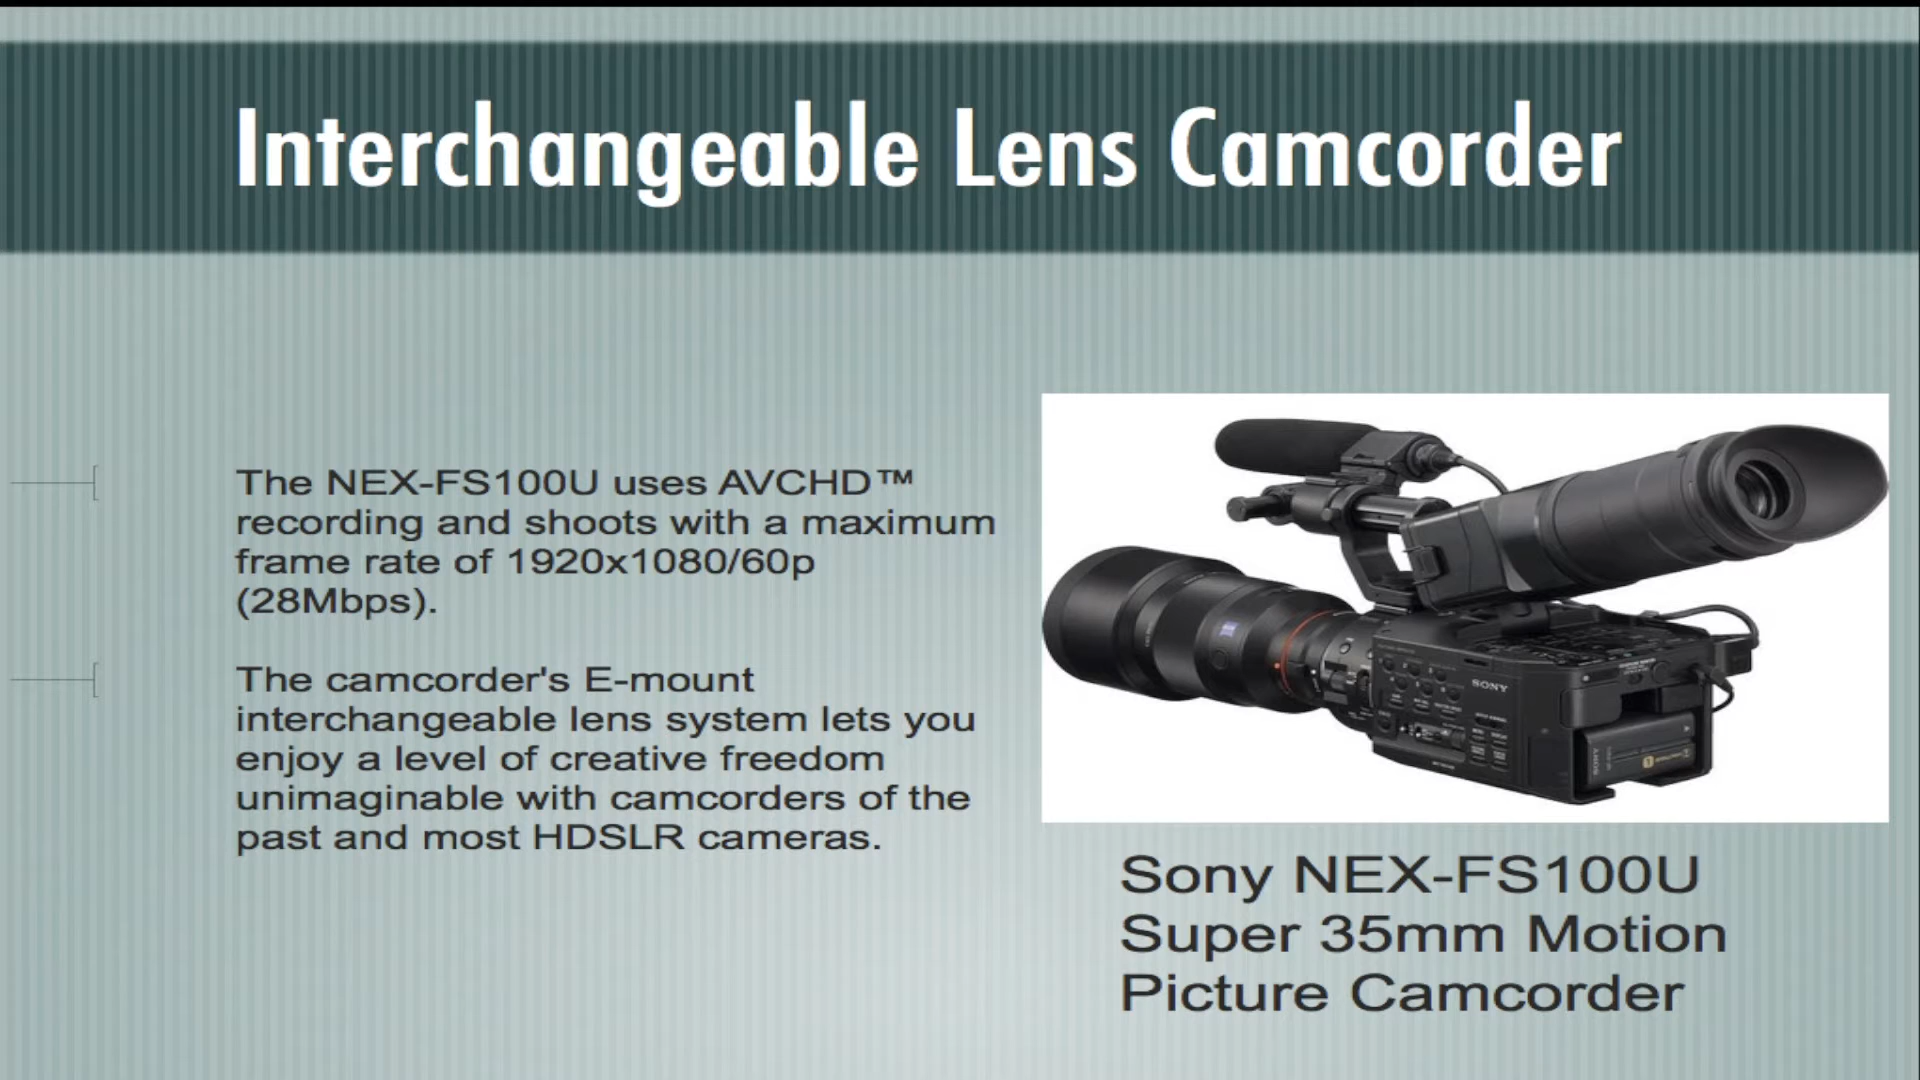 Interchangeable Lens Camcorder
The NEX-FS100U uses AVCHD™
recording and shoots with a maximum
frame rate of 1920x1080/60p
(28Mbps).
The camcorder's E-mount
interchangeable lens system lets you
enjoy a level of creative freedom
unimaginable with camcorders of the
past and most HDSLR cameras.
SONY
SONY
Sony NEX-FS100U
Super 35mm Motion
Picture Camcorder